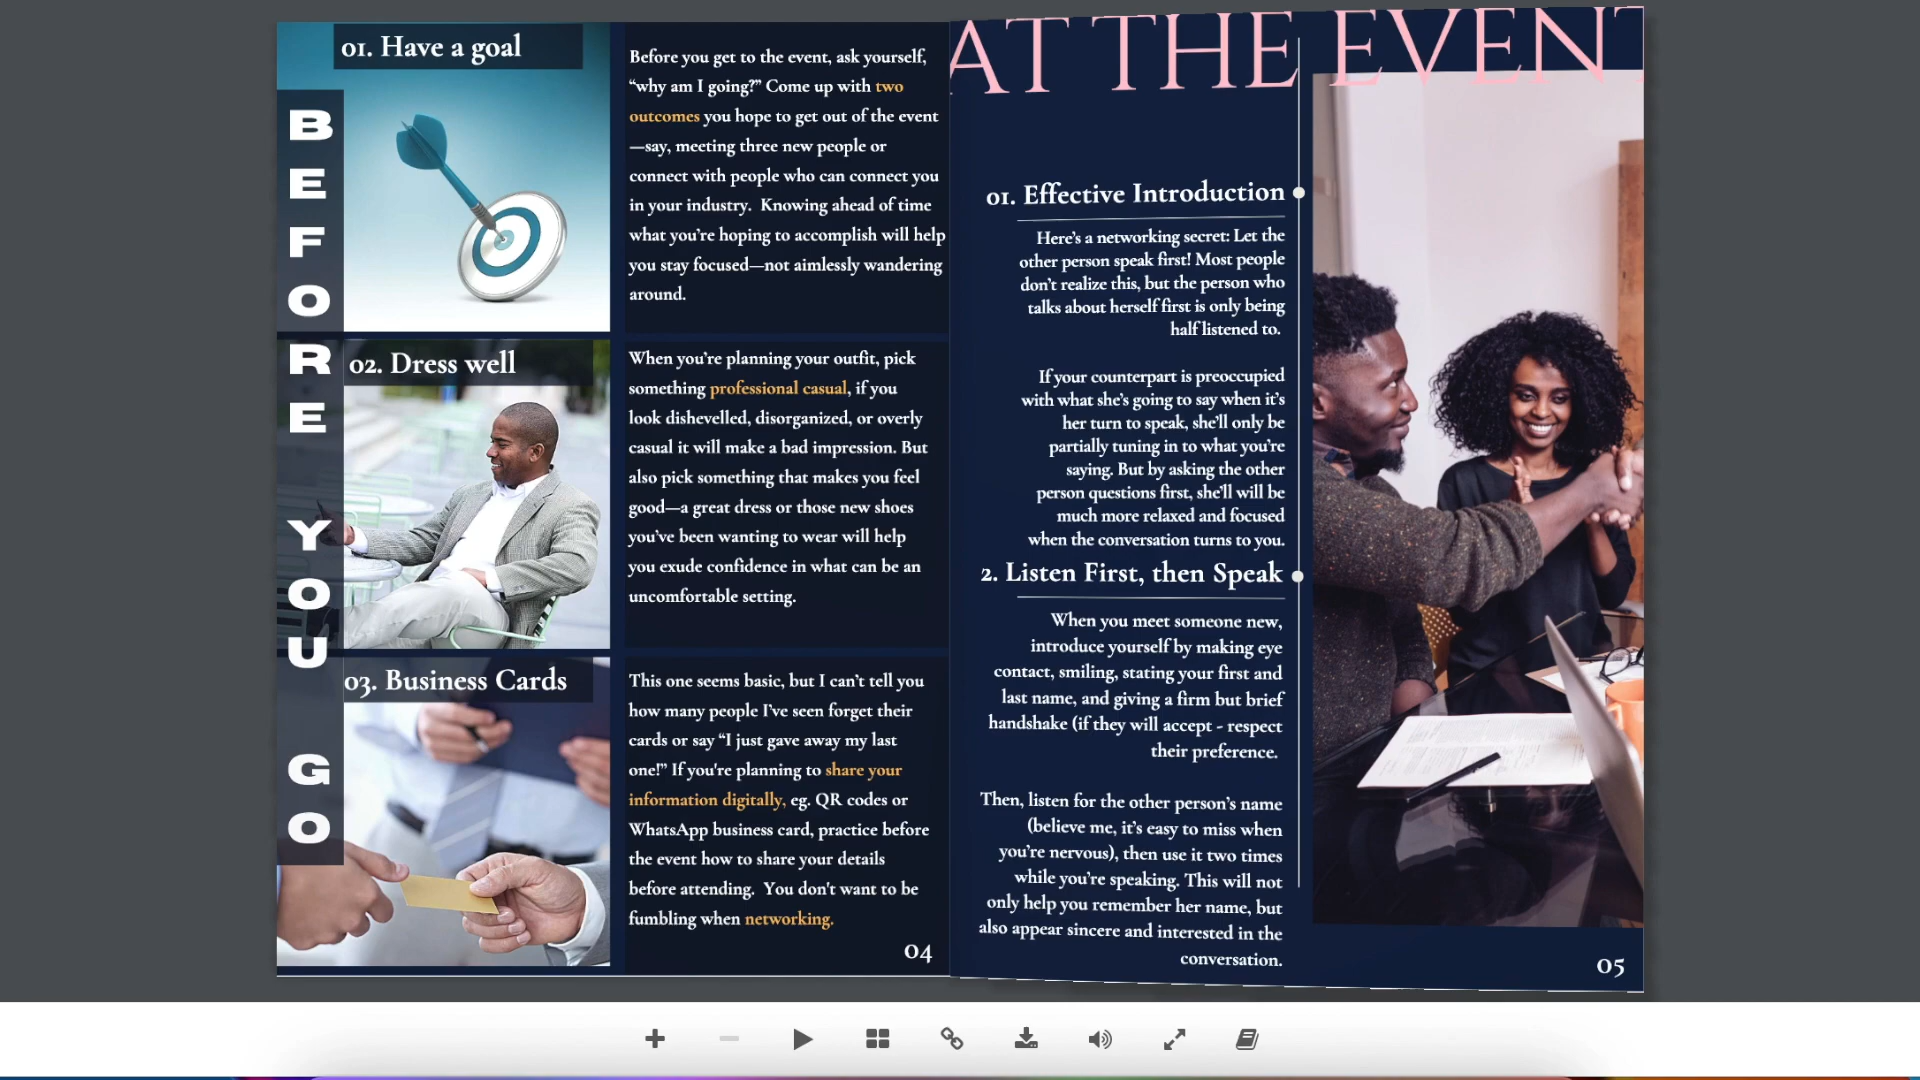 BEFORE YOU GO
01. Have a goal
Before you get to the event, ask yourself,
“why am I going?” Come up with two
outcomes you hope to get out of the event
—say, meeting three new people or
connect with people who can connect you
in your industry.  Knowing ahead of time
what you’re hoping to accomplish will help
you stay focused—not aimlessly wandering
around.
02. Dress well
When you’re planning your outfit, pick
something professional casual, if you
look dishevelled, disorganized, or overly
casual it will make a bad impression. But
also pick something that makes you feel
good—a great dress or those new shoes
you’ve been wanting to wear will help
you exude confidence in what can be an
uncomfortable setting.
03. Business Cards
This one seems basic, but I can’t tell you
how many people I’ve seen forget their
cards or say “I just gave away my last
one!” If you're planning to share your
information digitally, eg. QR codes or
WhatsApp business card, practice before
the event how to share your details
before attending.  You don't want to be
fumbling when networking.
04
AT THE EVENT
01. Effective Introduction
Here’s a networking secret: Let the
other person speak first! Most people
don’t realize this, but the person who
talks about herself first is only being
half listened to.
If your counterpart is preoccupied
with what she’s going to say when it’s
her turn to speak, she’ll only be
partially tuning in to what you’re
saying. But by asking the other
person questions first, she’ll will be
much more relaxed and focused
when the conversation turns to you.
2. Listen First, then Speak
When you meet someone new,
introduce yourself by making eye
contact, smiling, stating your first and
last name, and giving a firm but brief
handshake (if they will accept - respect
their preference.
Then, listen for the other person’s name
(believe me, it’s easy to miss when
you’re nervous), then use it two times
while you’re speaking. This will not
only help you remember her name, but
also appear sincere and interested in the
conversation.
05